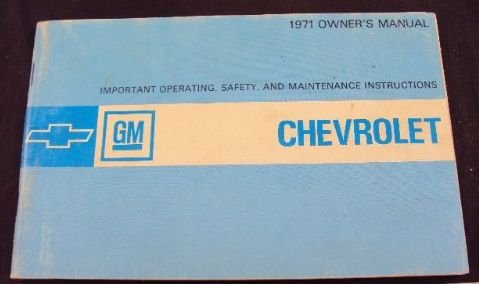 1971 OWNER'S MANUAL
IMPORTANT OPERATING, SAFETY, AND MAINTENANCE INSTRUCTIONS
GM
CHEVROLET